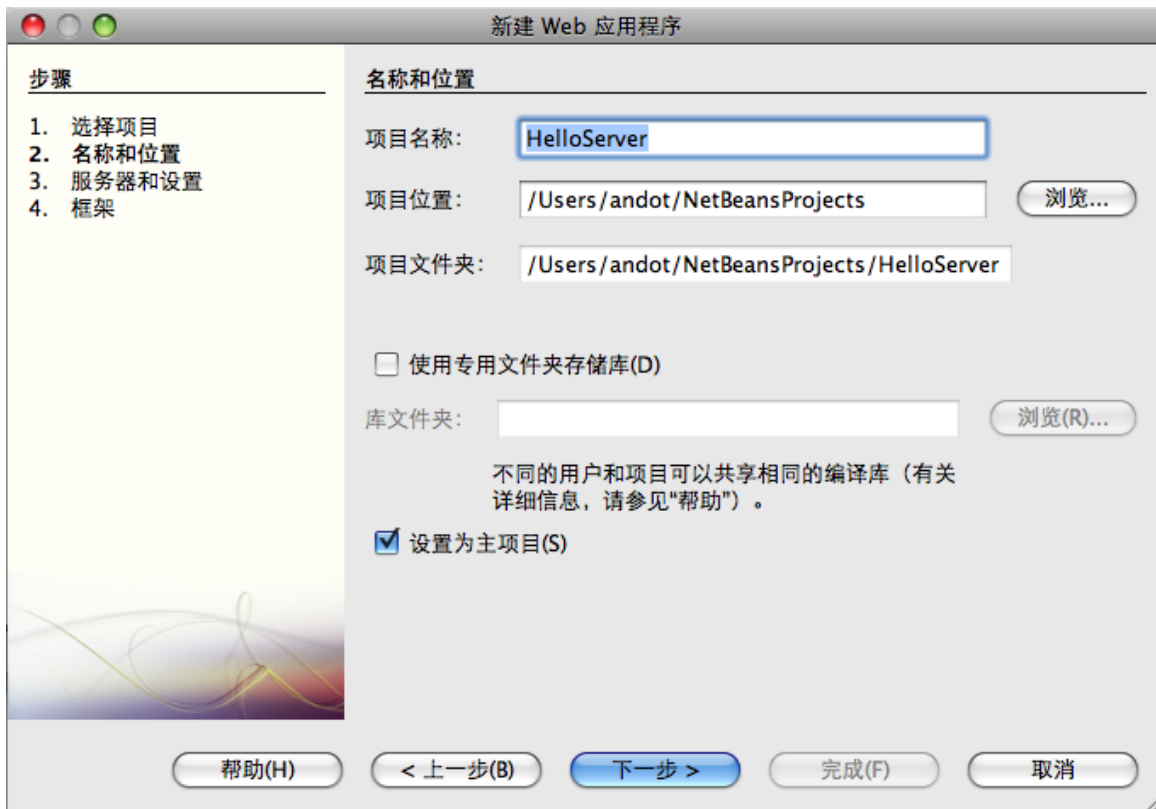 新建 Web 应用程序
步骤
1. 选择项目
2. 名称和位置
3. 服务器和设置
4. 框架
名称和位置
项目名称: HelloServer
项目位置: /Users/andot/NetBeansProjects 浏览...
项目文件夹: /Users/andot/NetBeansProjects/HelloServer
使用专用文件夹存储库(D)
库文件夹: 浏览(R)...
不同的用户和项目可以共享相同的编译库（有关
详细信息，请参见“帮助”）。
设置为主项目(S)
帮助(H) < 上一步(B) 下一步 > 完成(F) 取消